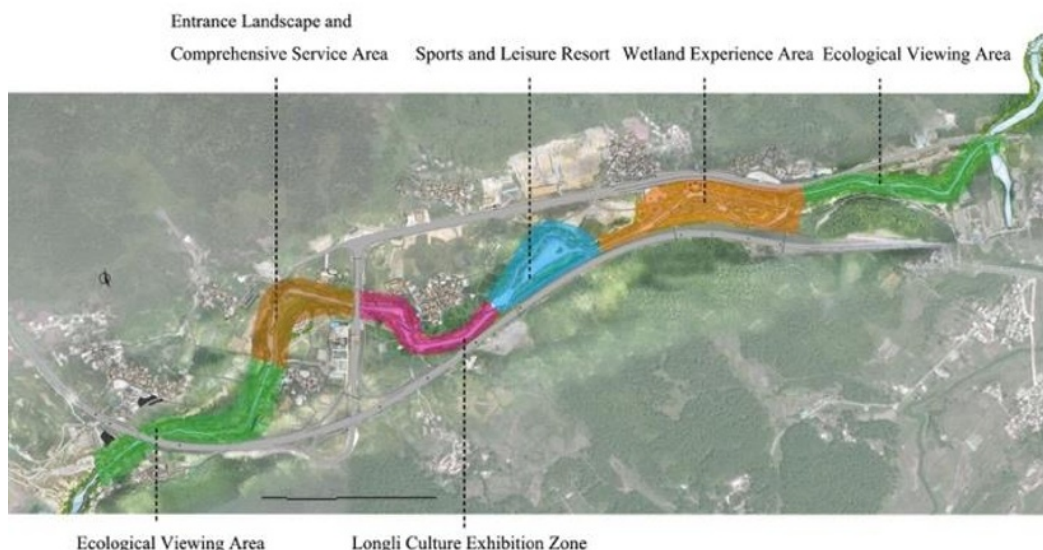 Entrance Landscape and
Comprehensive Service Area
Sports and Leisure Resort
Wetland Experience Area
Ecological Viewing Area
Ecological Viewing Area
Longli Culture Exhibition Zone